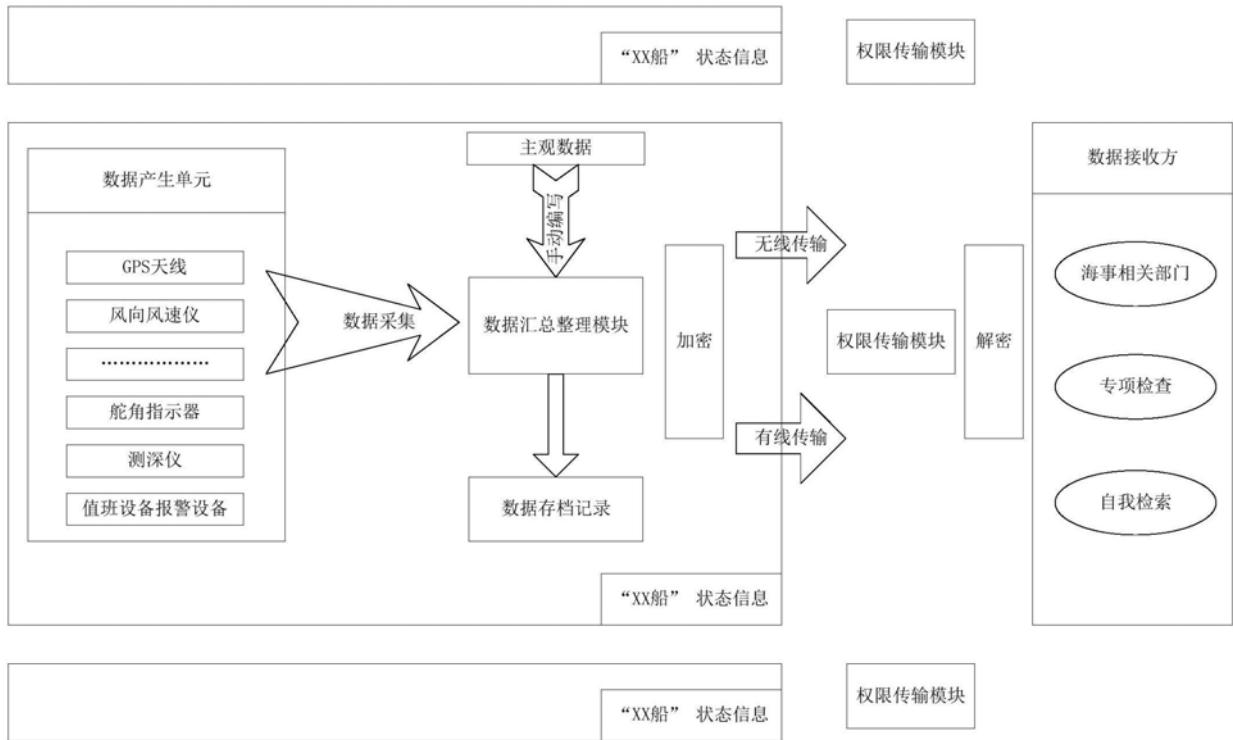 “XX船” 状态信息
权限传输模块
数据产生单元
GPS天线
风向风速仪
………………
舵角指示器
测深仪
值班设备报警设备
数据采集
主观数据
手动编写
数据汇总整理模块
数据存档记录
加密
无线传输
有线传输
“XX船” 状态信息
权限传输模块
解密
数据接收方
海事相关部门
专项检查
自我检索
“XX船” 状态信息
权限传输模块